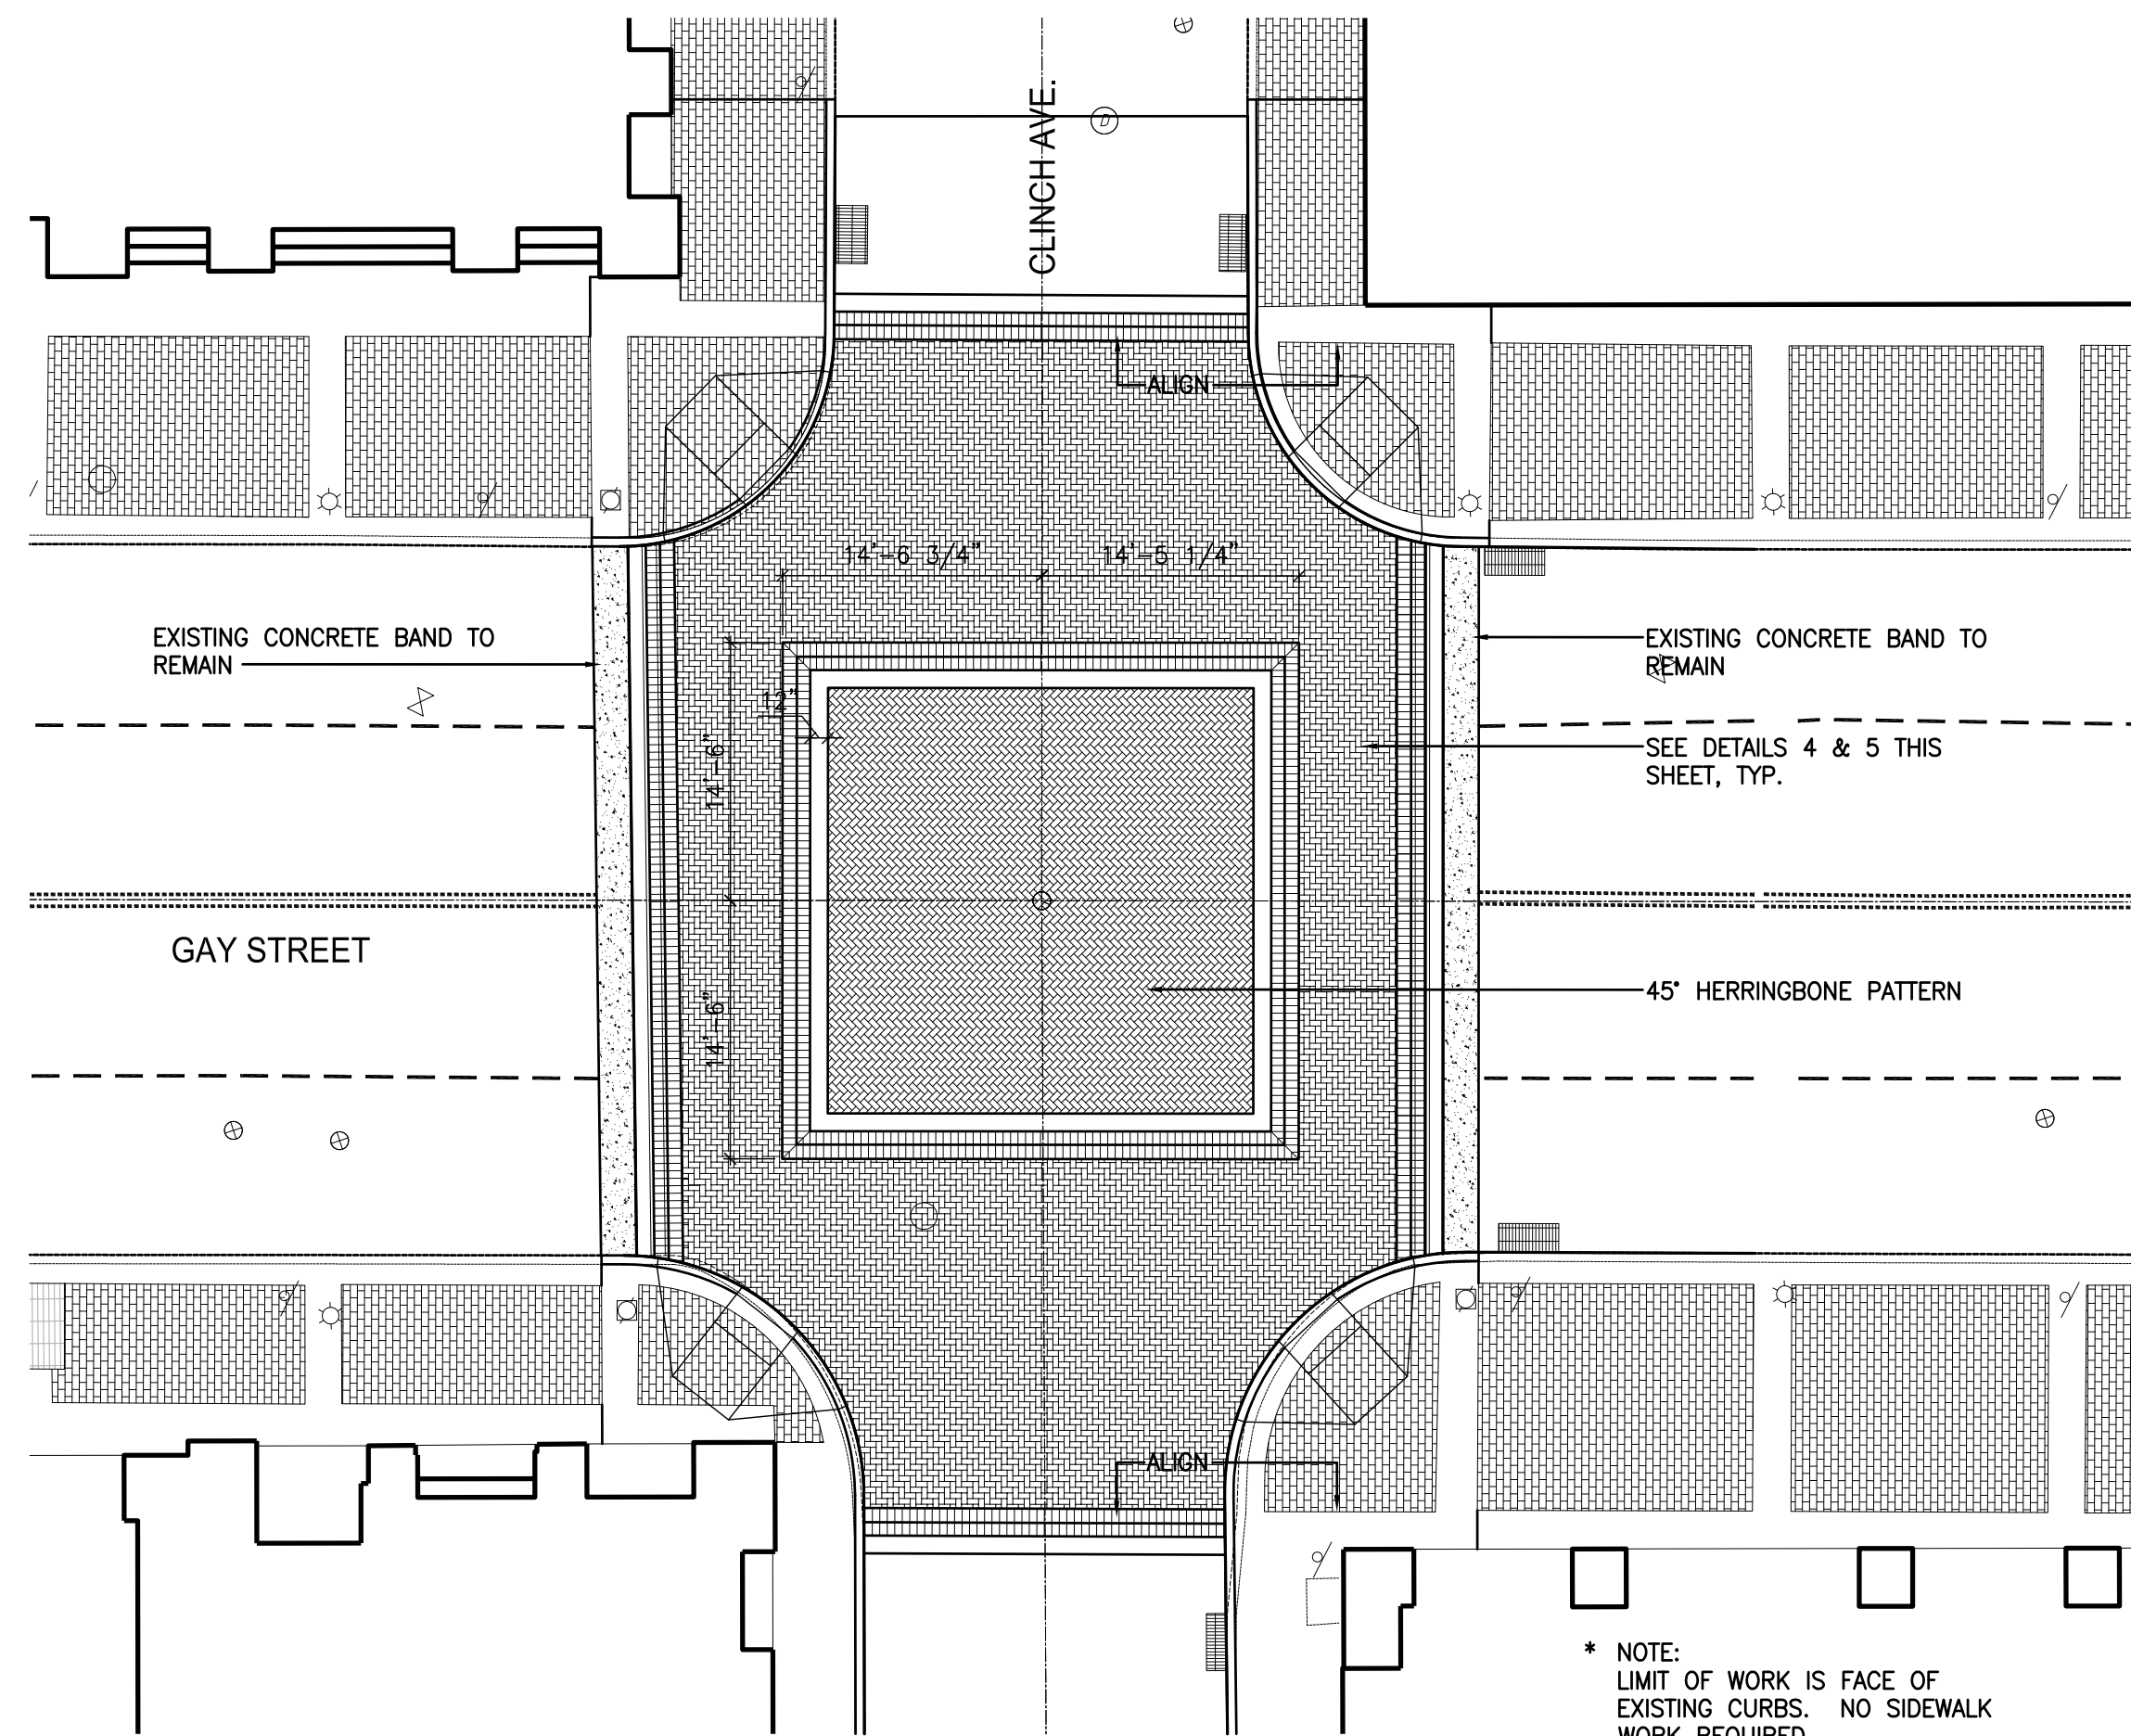 CLINCH AVE.
D
ALIGN
14'-6 3/4"
14'-5 1/4"
EXISTING CONCRETE BAND TO
REMAIN
EXISTING CONCRETE BAND TO
REMAIN
12"
14'-6"
SEE DETAILS 4 & 5 THIS
SHEET, TYP.
GAY STREET
14'-6"
45° HERRINGBONE PATTERN
ALIGN
* NOTE:
LIMIT OF WORK IS FACE OF
EXISTING CURBS. NO SIDEWALK
WORK REQUIRED